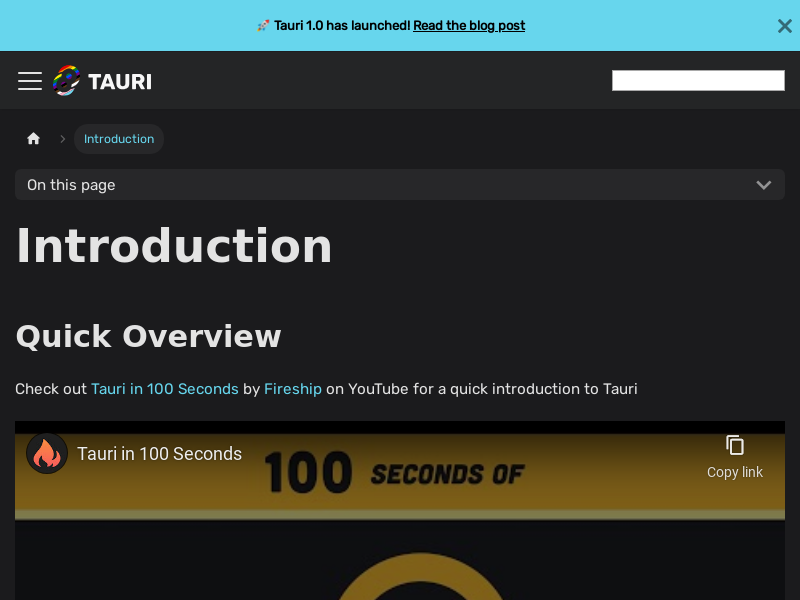 🚀 Tauri 1.0 has launched! Read the blog post
TAURI
Introduction
On this page
Introduction
Quick Overview
Check out Tauri in 100 Seconds by Fireship on YouTube for a quick introduction to Tauri
Tauri in 100 Seconds
100 SECONDS OF
Copy link